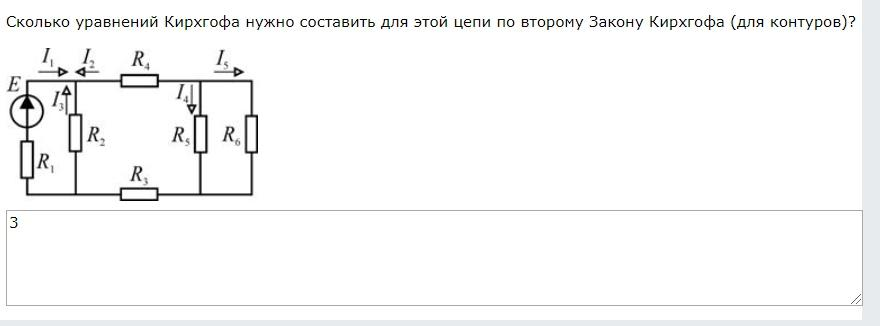 Сколько уравнений Кирхгофа нужно составить для этой цепи по второму Закону Кирхгофа (для контуров)?
I₁ I₂ R₄ I₅
E I₃ I₄
R₂ R₅ R₆
R₁ R₃
3